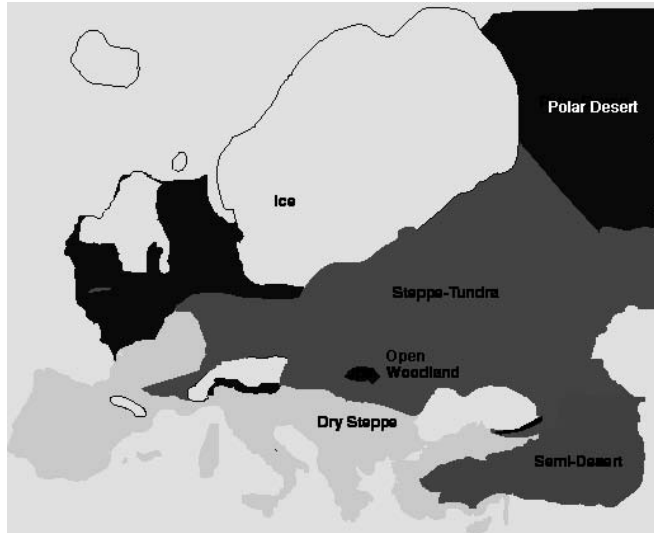 Polar Desert
Ice
Steppe-Tundra
Open
Woodland
Dry Steppe
Semi-Desert